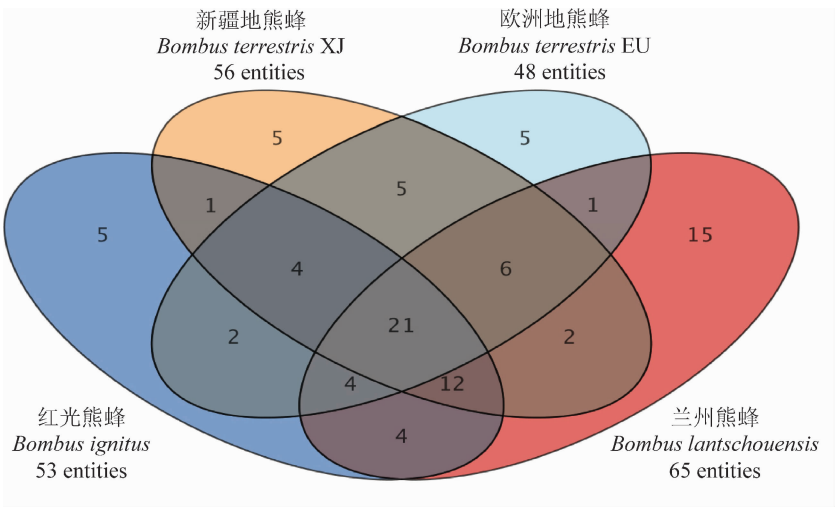 新疆地熊蜂
Bombus terrestris XJ
56 entities
欧洲地熊蜂
Bombus terrestris EU
48 entities
5
5
5
1
1
5
15
4
6
21
2
2
4
12
4
红光熊蜂
Bombus ignitus
53 entities
兰州熊蜂
Bombus lantschouensis
65 entities